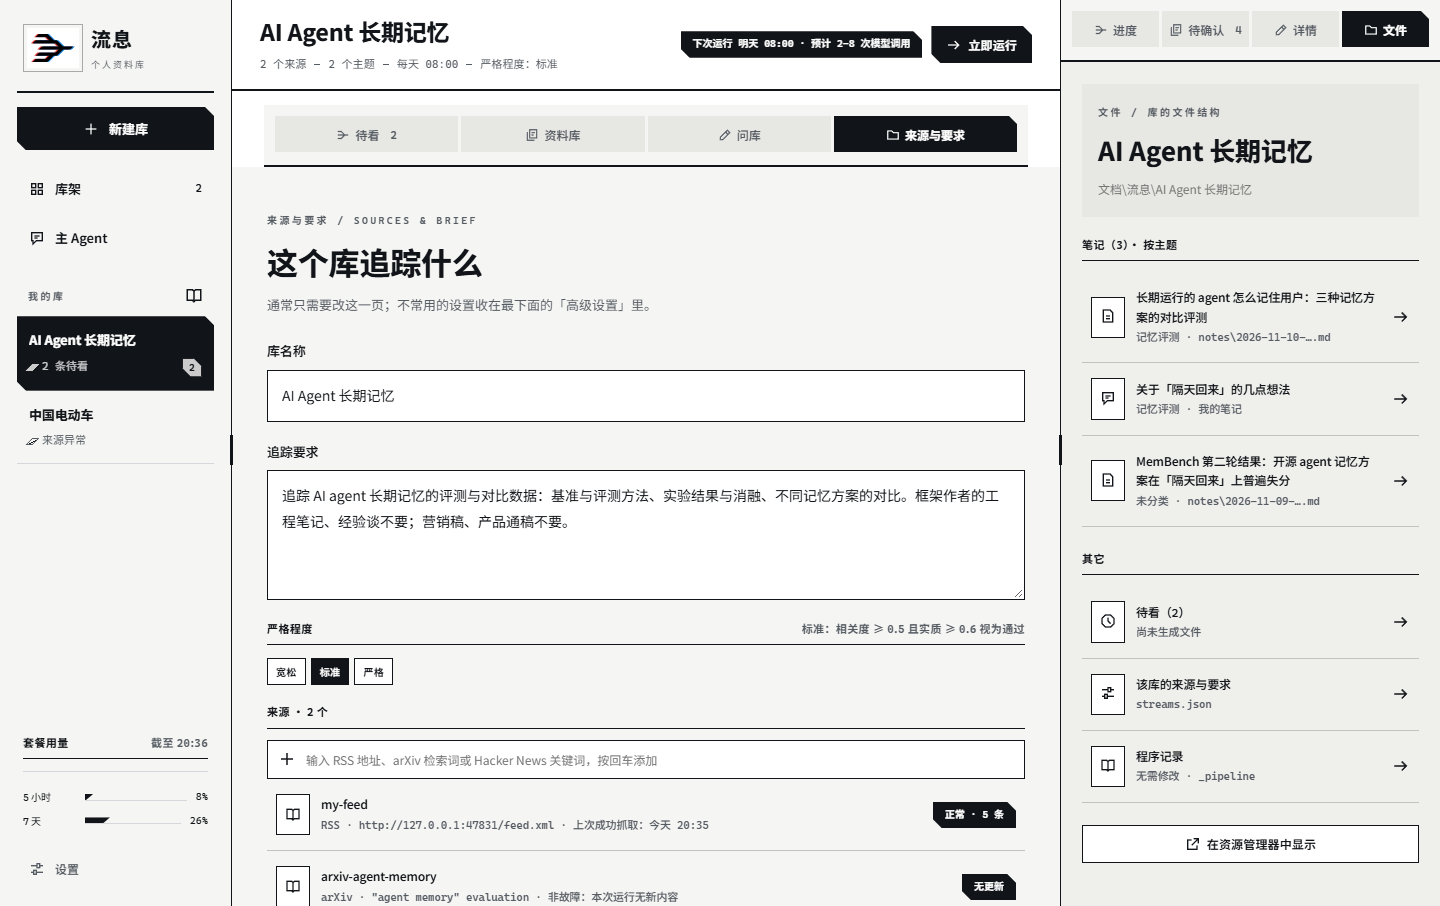 流息
个人资料库
新建库
库架 2
主 Agent
我的库
AI Agent 长期记忆
2 条待看 2
中国电动车
来源异常
套餐用量 截至 20:36
5 小时 8%
7 天 26%
设置
AI Agent 长期记忆
2 个来源 — 2 个主题 — 每天 08:00 — 严格程度：标准
下次运行 明天 08:00 · 预计 2–8 次模型调用
立即运行
待看 2
资料库
问库
来源与要求
来源与要求 / SOURCES & BRIEF
这个库追踪什么
通常只需要改这一页；不常用的设置收在最下面的「高级设置」里。
库名称
AI Agent 长期记忆
追踪要求
追踪 AI agent 长期记忆的评测与对比数据：基准与评测方法、实验结果与消融、不同记忆方案的对比。框架作者的工
程笔记、经验谈不要；营销稿、产品通稿不要。
严格程度 标准：相关度 ≥ 0.5 且实质 ≥ 0.6 视为通过
宽松 标准 严格
来源 · 2 个
输入 RSS 地址、arXiv 检索词或 Hacker News 关键词，按回车添加
my-feed
RSS · http://127.0.0.1:47831/feed.xml · 上次成功抓取：今天 20:35
正常 · 5 条
arxiv-agent-memory
arXiv · "agent memory" evaluation · 非故障：本次运行无新内容
无更新
进度
待确认 4
详情
文件
文件 / 库的文件结构
AI Agent 长期记忆
文档\流息\AI Agent 长期记忆
笔记（3）· 按主题
长期运行的 agent 怎么记住用户：三种记忆方
案的对比评测
记忆评测 · notes\2026-11-10-….md
关于「隔天回来」的几点想法
记忆评测 · 我的笔记
MemBench 第二轮结果：开源 agent 记忆方
案在「隔天回来」上普遍失分
未分类 · notes\2026-11-09-….md
其它
待看（2）
尚未生成文件
该库的来源与要求
streams.json
程序记录
无需修改 · _pipeline
在资源管理器中显示